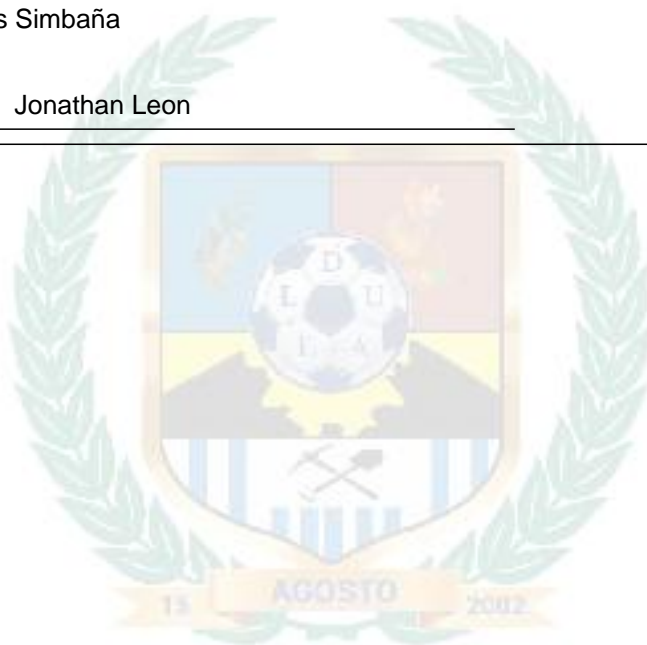 s Simbaña
Jonathan Leon
D
L U
E A
15 AGOSTO 2002